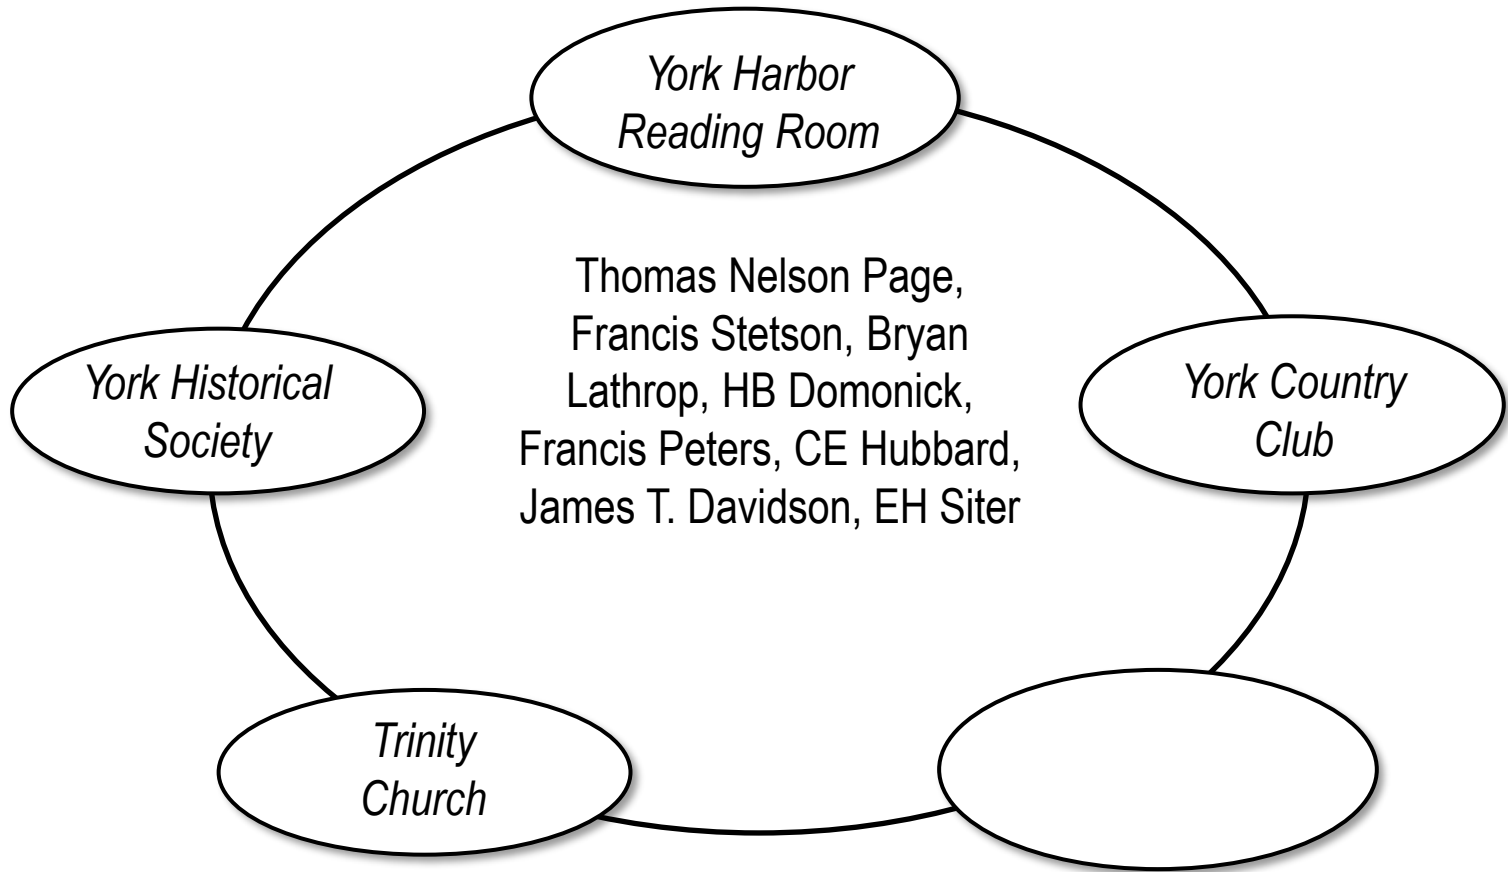 York Harbor
Reading Room
Thomas Nelson Page,
Francis Stetson, Bryan
Lathrop, HB Domonick,
Francis Peters, CE Hubbard,
James T. Davidson, EH Siter
York Historical
Society
York Country
Club
Trinity
Church